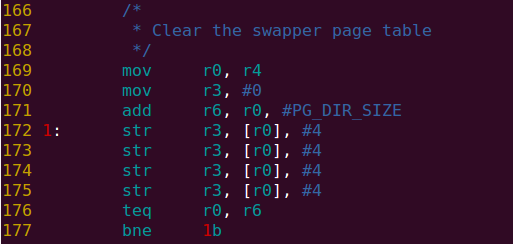 166         /*
167          * Clear the swapper page table
168          */
169         mov     r0, r4
170         mov     r3, #0
171         add     r6, r0, #PG_DIR_SIZE
172 1:      str     r3, [r0], #4
173         str     r3, [r0], #4
174         str     r3, [r0], #4
175         str     r3, [r0], #4
176         teq     r0, r6
177         bne     1b